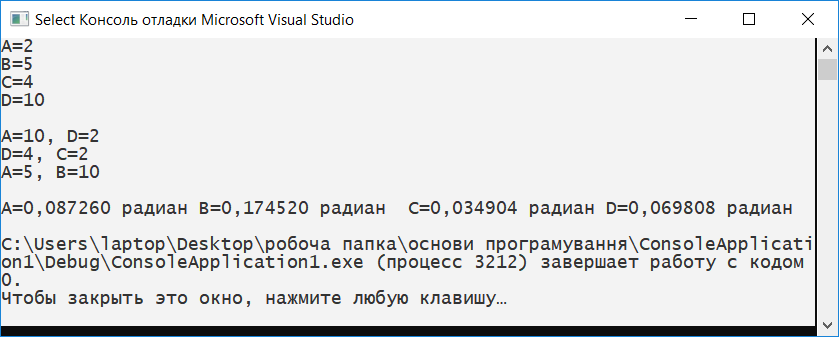 Select Консоль отладки Microsoft Visual Studio
A=2
B=5
C=4
D=10
A=10, D=2
D=4, C=2
A=5, B=10
A=0,087260 радиан B=0,174520 радиан  C=0,034904 радиан D=0,069808 радиан
C:\Users\laptop\Desktop\робоча папка\основи програмування\ConsoleApplicati
on1\Debug\ConsoleApplication1.exe (процесс 3212) завершает работу с кодом
0.
Чтобы закрыть это окно, нажмите любую клавишу…